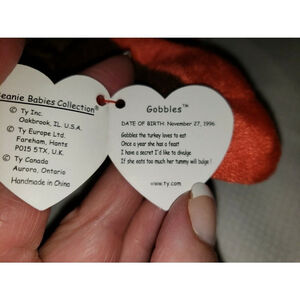 Beanie Babies Collection®
© Ty Inc.
Oakbrook, IL. U.S.A.
© Ty Europe Ltd.
Fareham, Hants
PO15 5TX, U.K.
© Ty Canada
Aurora, Ontario
Handmade in China
Gobbles™
DATE OF BIRTH: November 27, 1996
Gobbles the turkey loves to eat
Once a year she has a feast
I have a secret I'd like to divulge
If she eats too much her tummy will bulge !
www.ty.com